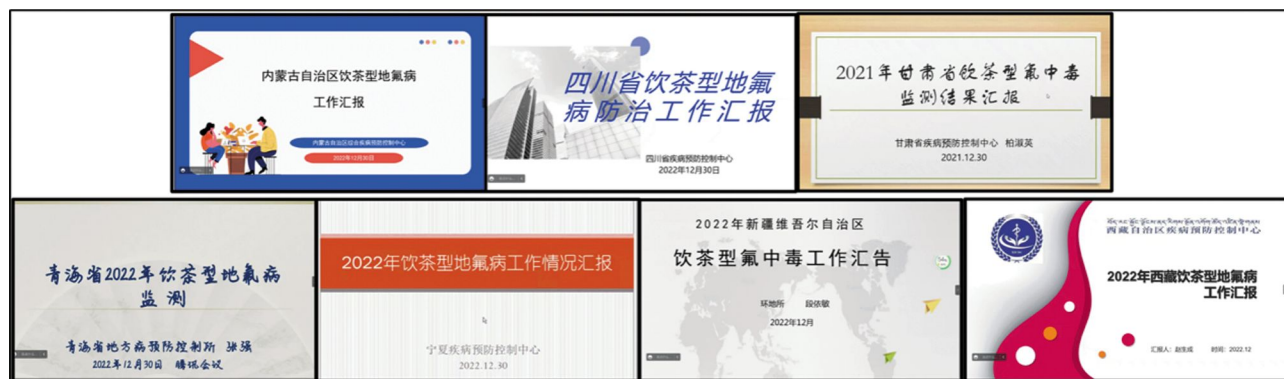 内蒙古自治区饮茶型地氟病
工作汇报
内蒙古自治区综合疾病预防控制中心
2022年12月30日
四川省饮茶型地氟
病防治工作汇报
四川省疾病预防控制中心
2022年12月30日
2021年甘肃省饮茶型氟中毒
监测结果汇报
甘肃省疾病预防控制中心 柏淑英
2021.12.30
青海省2022年饮茶型地氟病
监测
青海省地方病预防控制所 张强
2022年12月30日 腾讯会议
2022年饮茶型地氟病工作情况汇报
宁夏疾病预防控制中心
2022.12.30
2022年新疆维吾尔自治区
饮茶型氟中毒工作汇告
环地所 段依敏
2022年12月
西藏自治区疾病预防控制中心
2022年西藏饮茶型地氟病
工作汇报
汇报人：赵生成 时间：2022.12